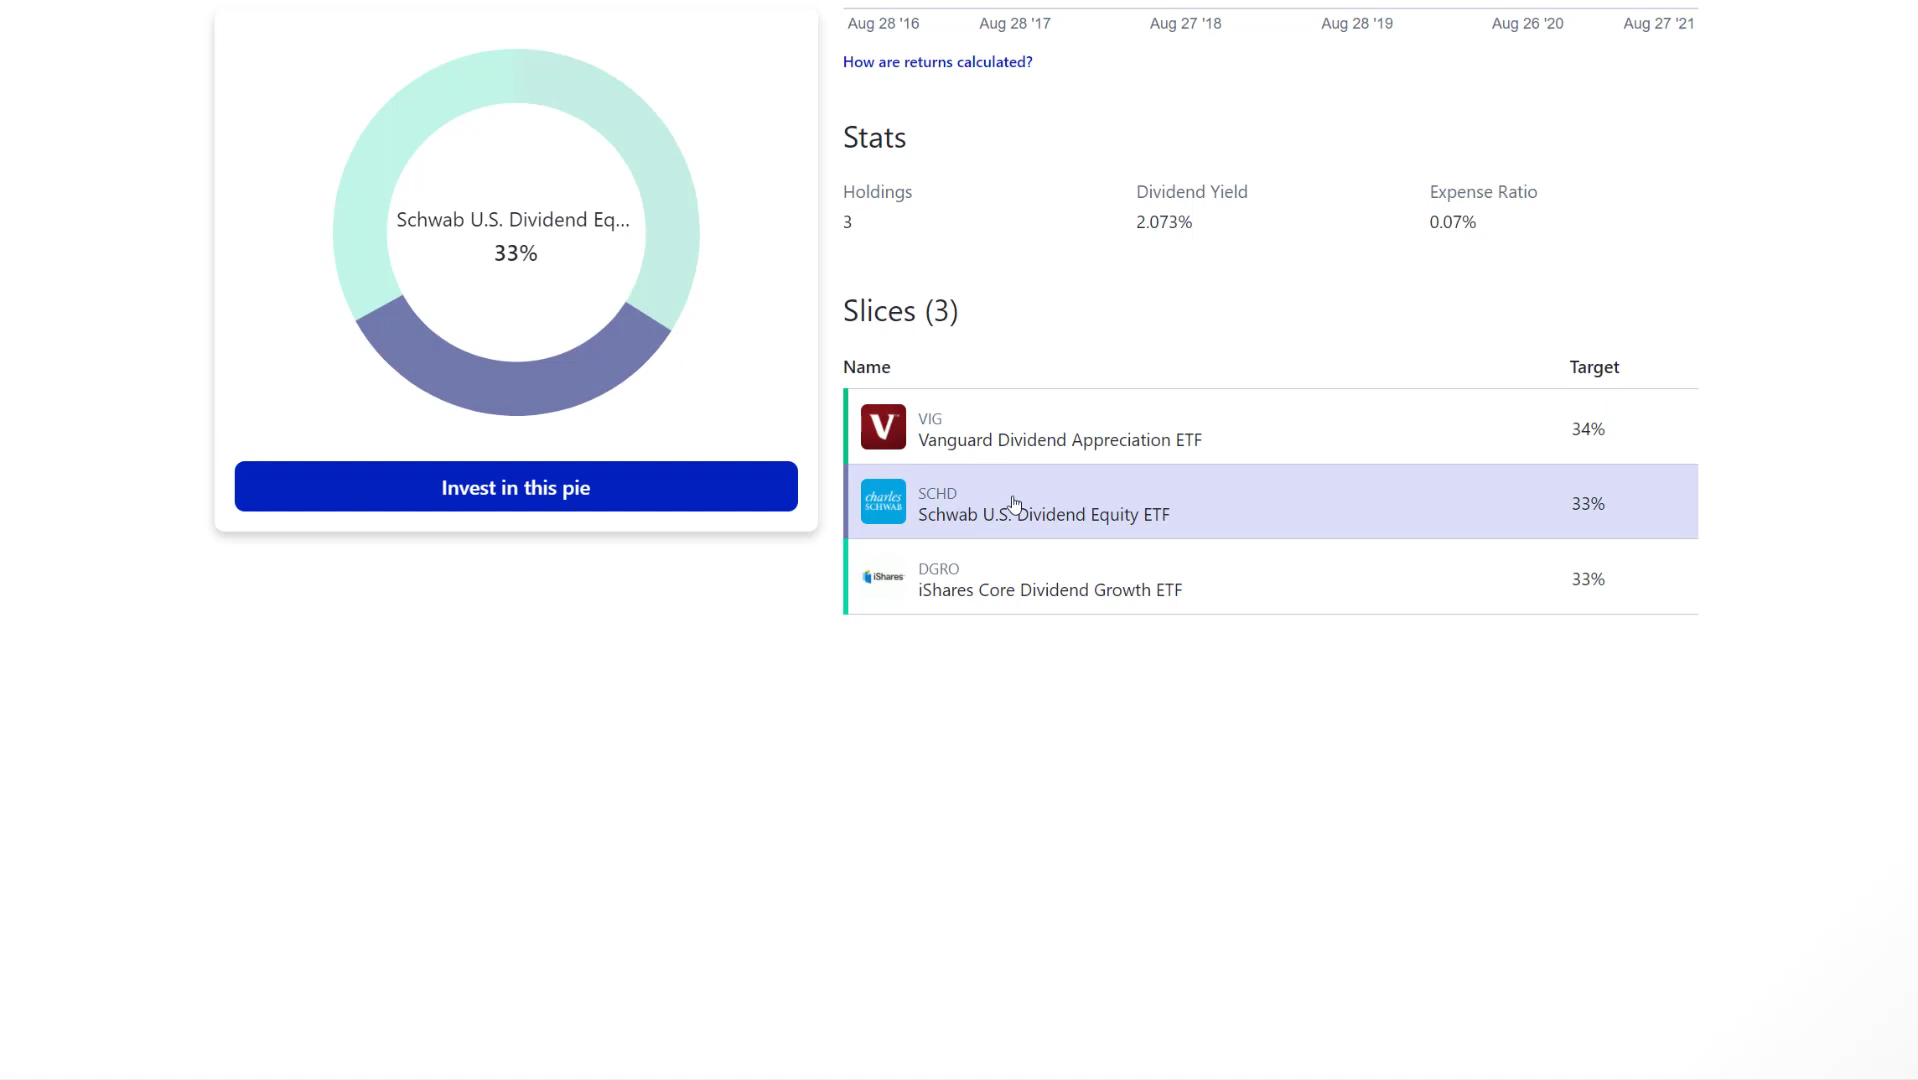 Schwab U.S. Dividend Eq...
33%
Invest in this pie
Aug 28 '16 Aug 28 '17 Aug 27 '18 Aug 28 '19 Aug 26 '20 Aug 27 '21
How are returns calculated?
Stats
Holdings Dividend Yield Expense Ratio
3 2.073% 0.07%
Slices (3)
Name Target
V VIG
Vanguard Dividend Appreciation ETF 34%
charles SCHWAB SCHD
Schwab U.S. Dividend Equity ETF 33%
iShares DGRO
iShares Core Dividend Growth ETF 33%